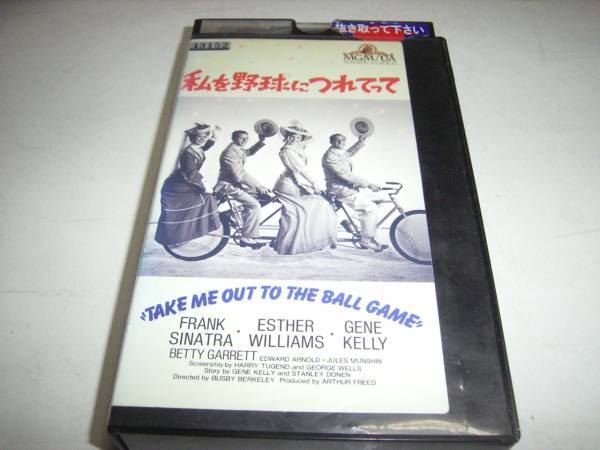 抜き取って下さい
MGM/UA
HOME VIDEO
私を野球につれてって
"TAKE ME OUT TO THE BALL GAME"
FRANK SINATRA • ESTHER WILLIAMS • GENE KELLY
BETTY GARRETT EDWARD ARNOLD • JULES MUNSHIN
Screenplay by HARRY TUGEND and GEORGE WELLS
Story by GENE KELLY and STANLEY DONEN
Directed by BUSBY BERKELEY Produced by ARTHUR FREED